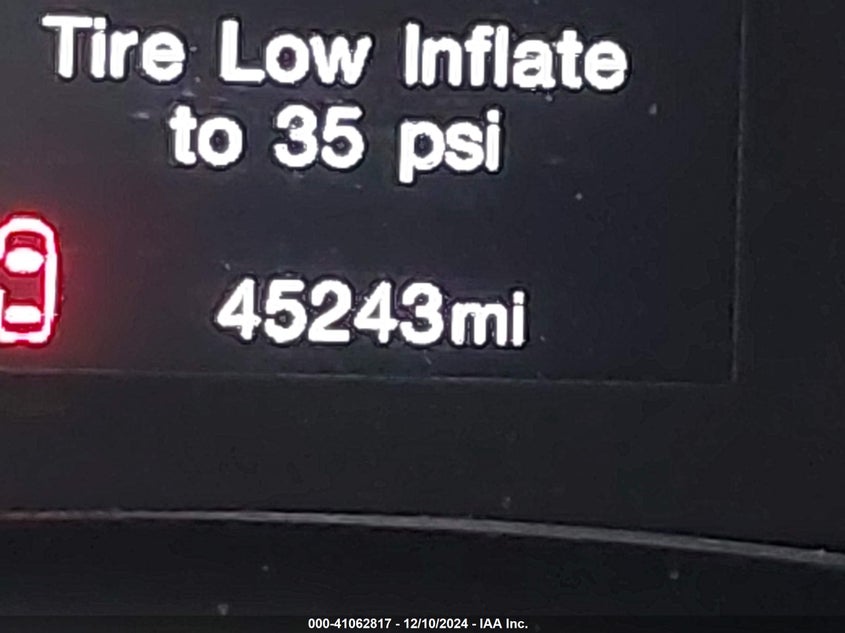 Tire Low Inflate
to 35 psi
45243mi
000-41062817 - 12/10/2024 - IAA Inc.